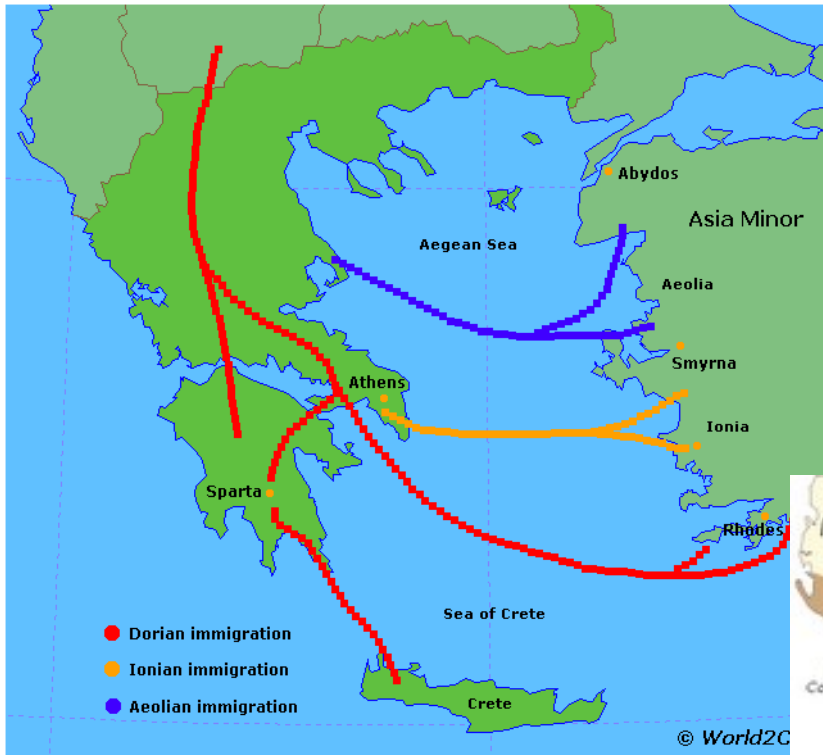 Abydos
Asia Minor
Aegean Sea
Aeolia
Smyrna
Athens
Ionia
Sparta
Rhodes
Sea of Crete
Dorian immigration
Ionian immigration
Aeolian immigration
Crete
© World2C